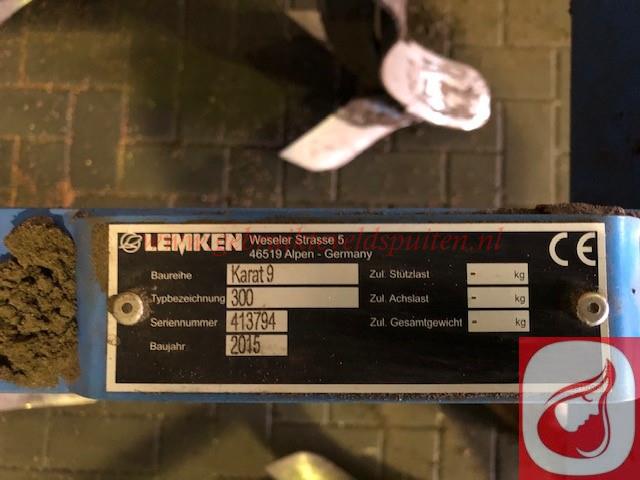 LEMKEN Weseler Strasse 5
46519 Alpen - Germany
CE
Baureihe Karat 9 Zul. Stützlast - kg
Typbezeichnung 300 Zul. Achslast - kg
Seriennummer 413794 Zul. Gesamtgewicht - kg
Baujahr 2015